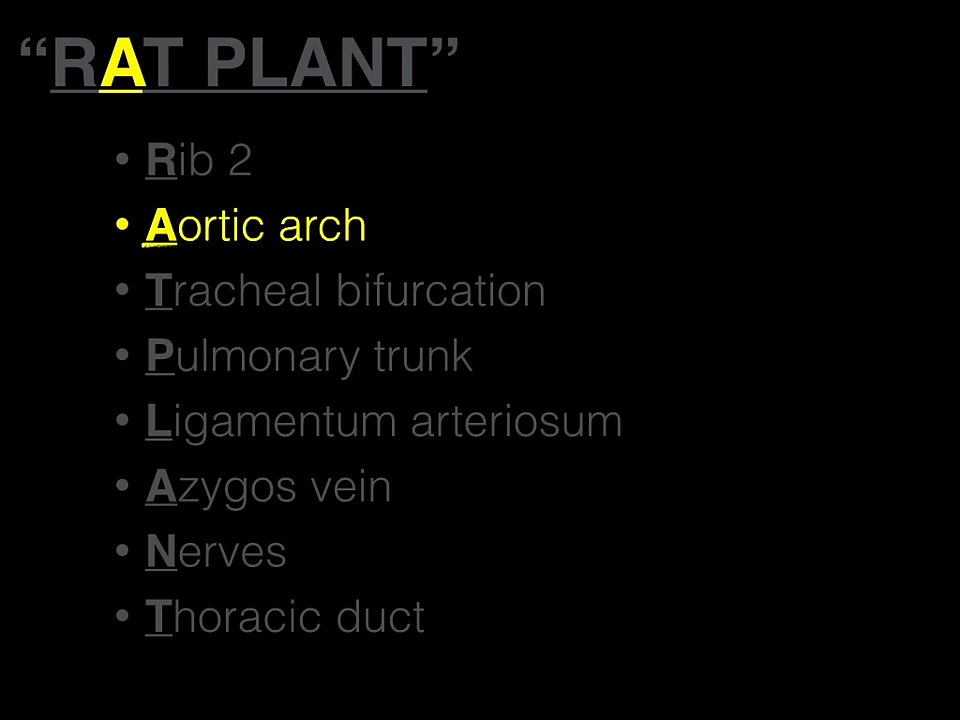 “RAT PLANT”
• Rib 2
• Aortic arch
• Tracheal bifurcation
• Pulmonary trunk
• Ligamentum arteriosum
• Azygos vein
• Nerves
• Thoracic duct